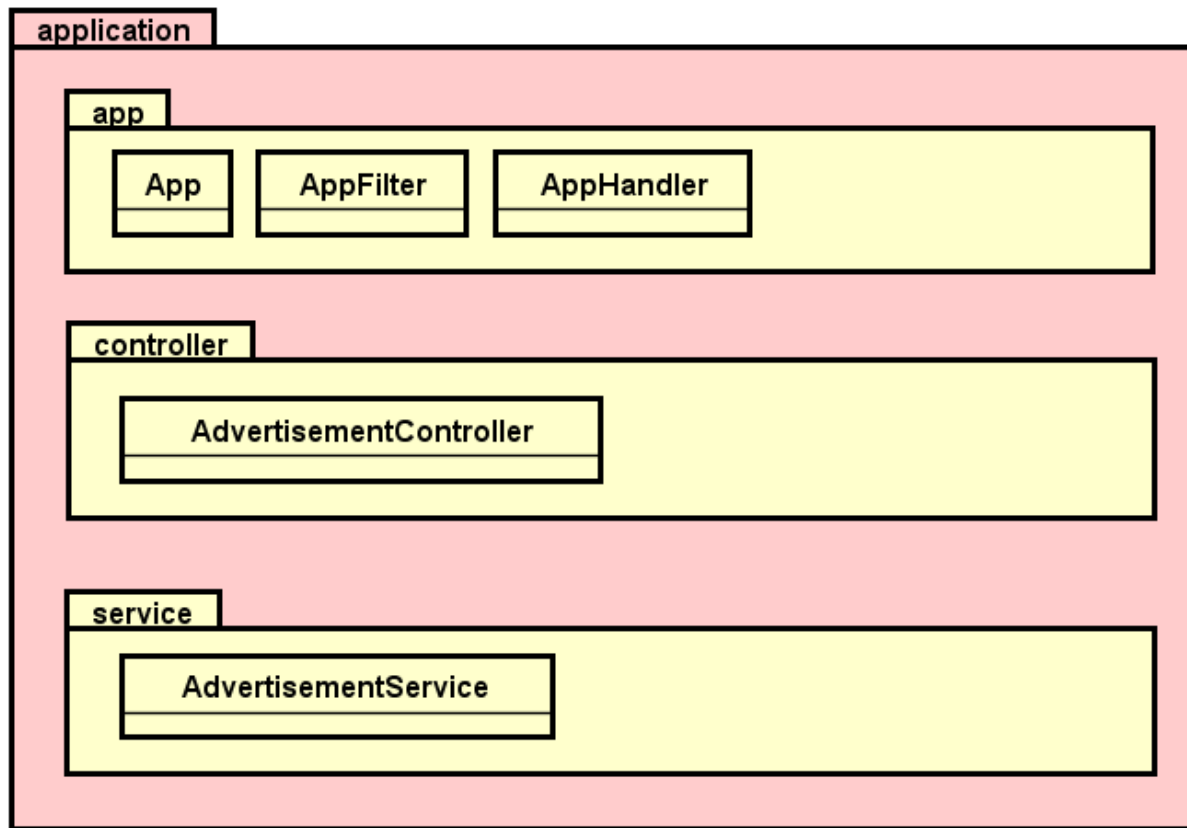 application
app
App AppFilter AppHandler
controller
AdvertisementController
service
AdvertisementService